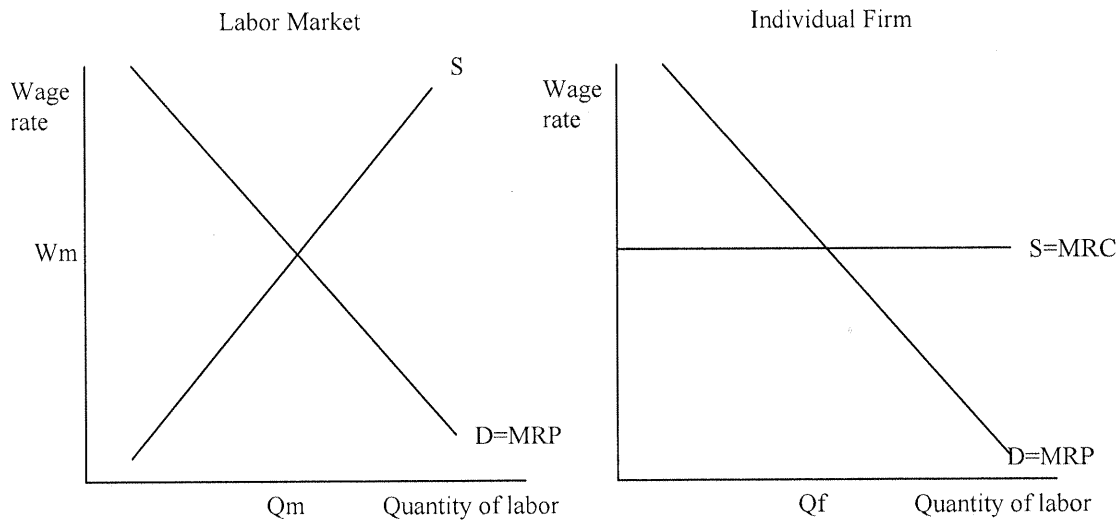 Labor Market
Individual Firm
S
Wage
rate
Wm
D=MRP
Qm
Quantity of labor
Wage
rate
S=MRC
D=MRP
Qf
Quantity of labor